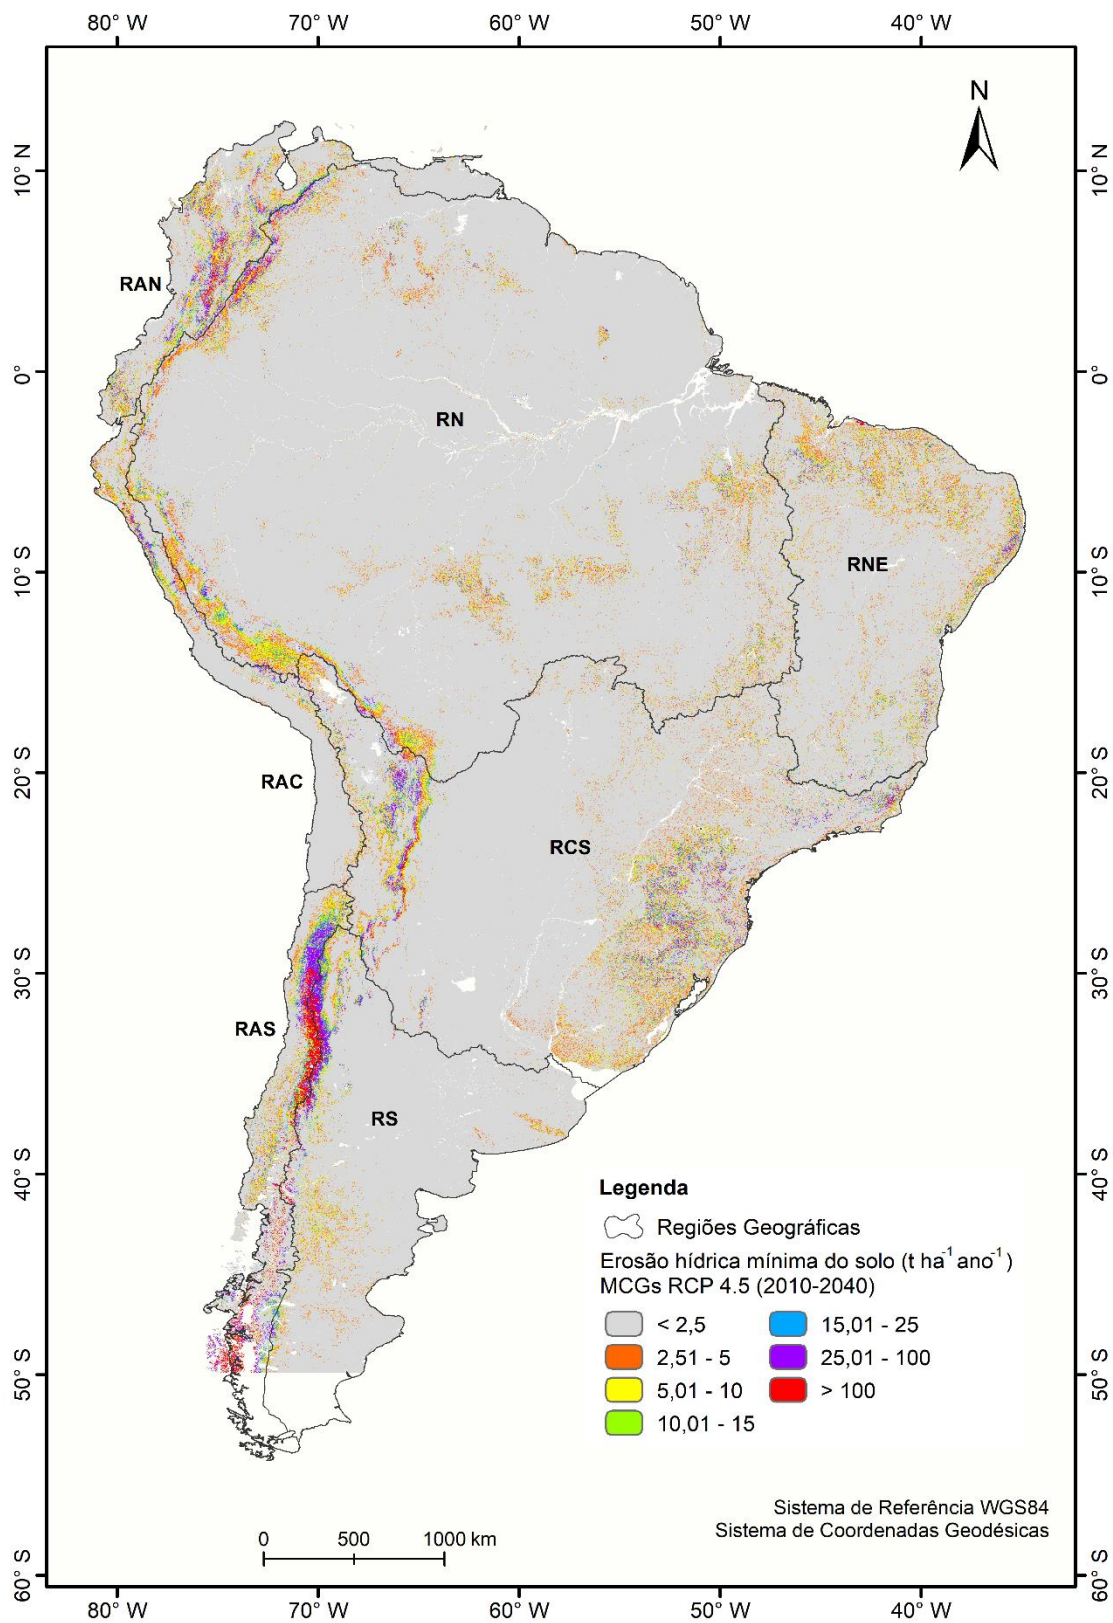 80° W 70° W 60° W 50° W 40° W
N
10° N 10° N
RAN
0° 0°
RN
RNE
10° S 10° S
RAC
20° S 20° S
RCS
30° S 30° S
RAS
RS
40° S 40° S
Legenda
Regiões Geográficas
Erosão hídrica mínima do solo (t ha⁻¹ ano⁻¹)
MCGs RCP 4.5 (2010-2040)
< 2,5 15,01 - 25
2,51 - 5 25,01 - 100
5,01 - 10 > 100
10,01 - 15
50° S 50° S
Sistema de Referência WGS84
Sistema de Coordenadas Geodésicas
0 500 1000 km
60° S 60° S
80° W 70° W 60° W 50° W 40° W